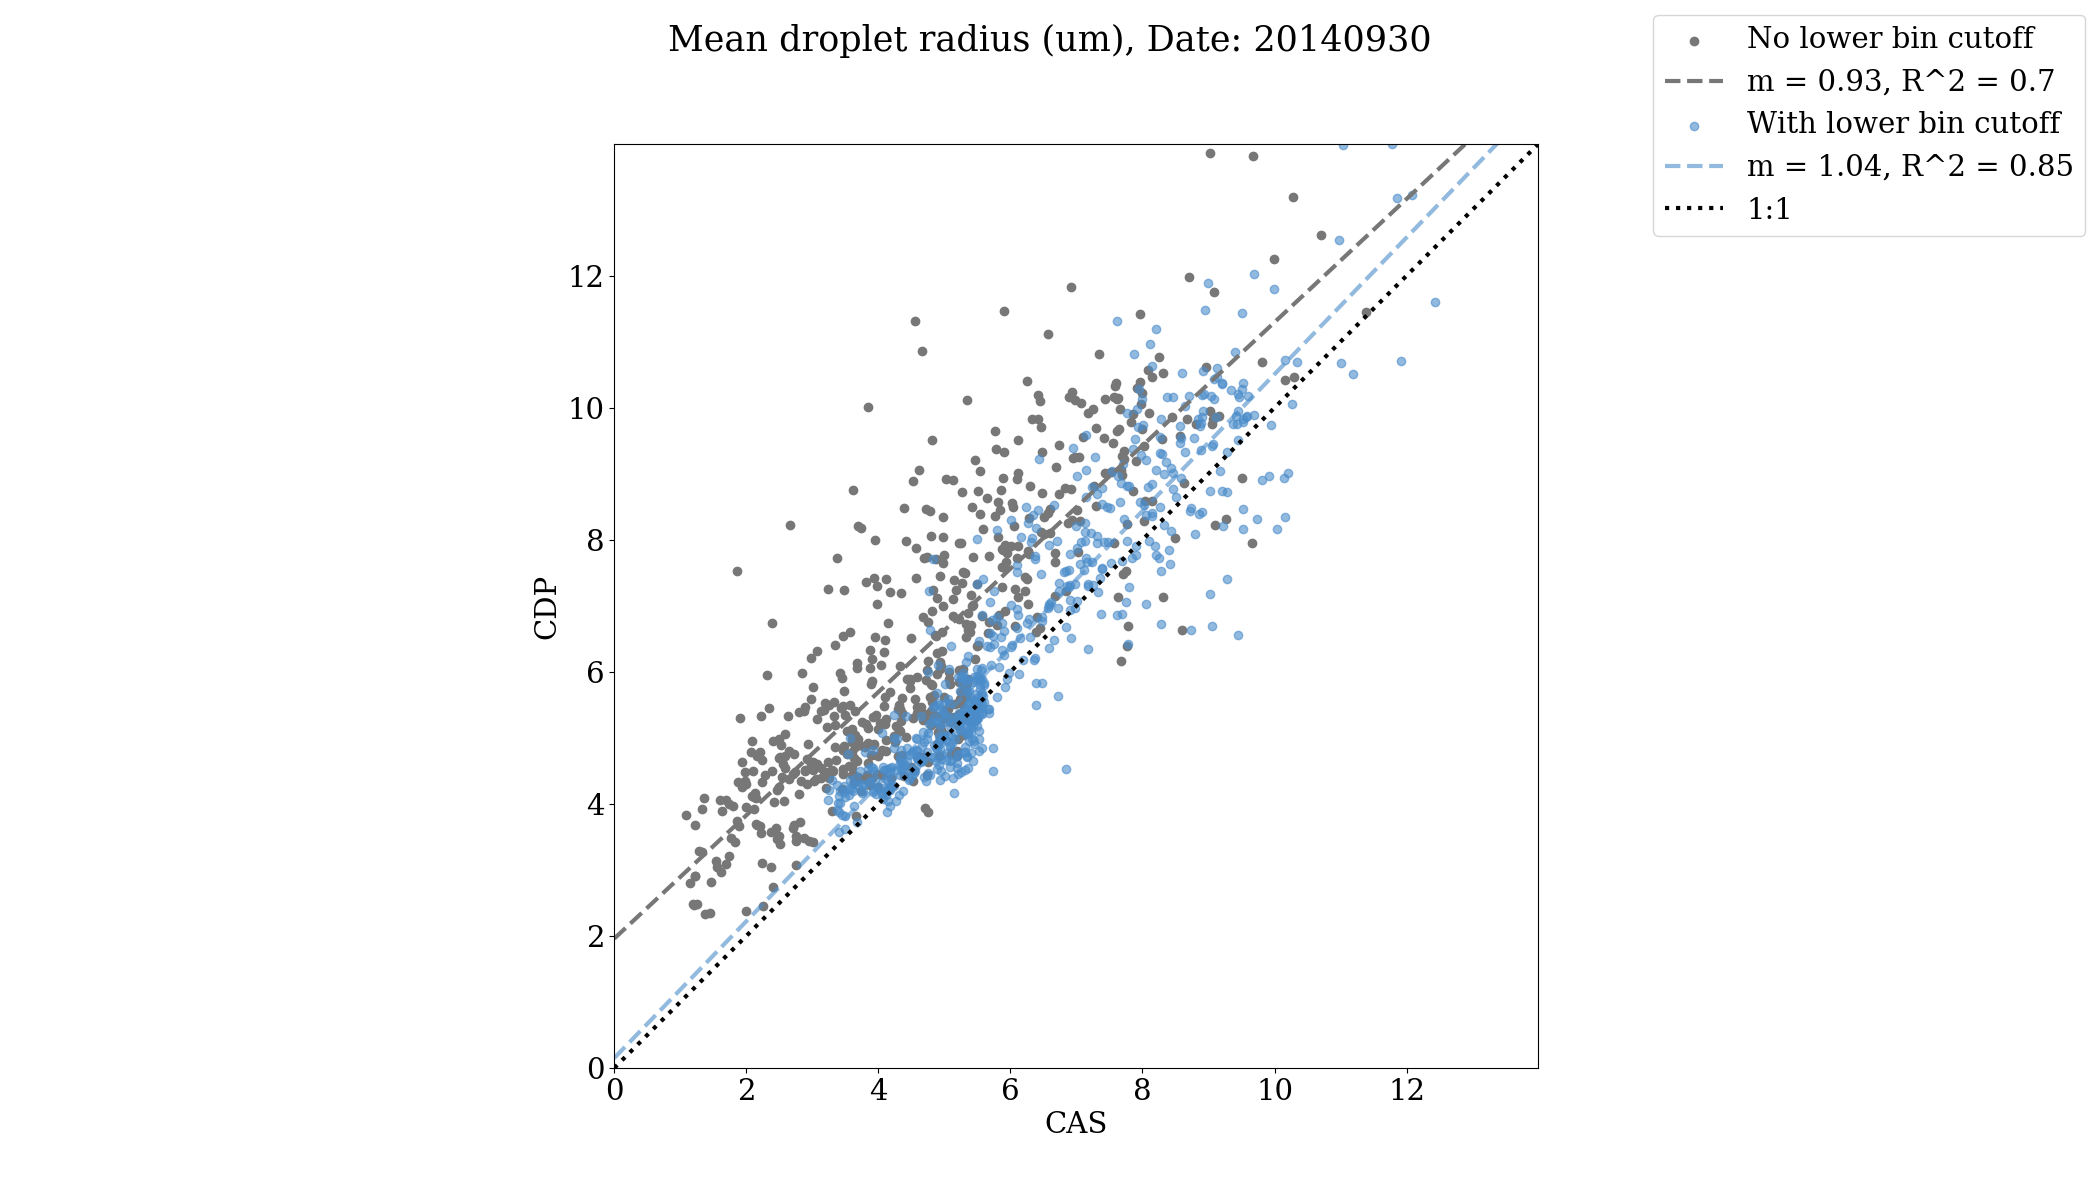 Mean droplet radius (um), Date: 20140930
No lower bin cutoff
m = 0.93, R^2 = 0.7
With lower bin cutoff
m = 1.04, R^2 = 0.85
1:1
12
10
8
6
4
2
0
CDP
0 2 4 6 8 10 12
CAS